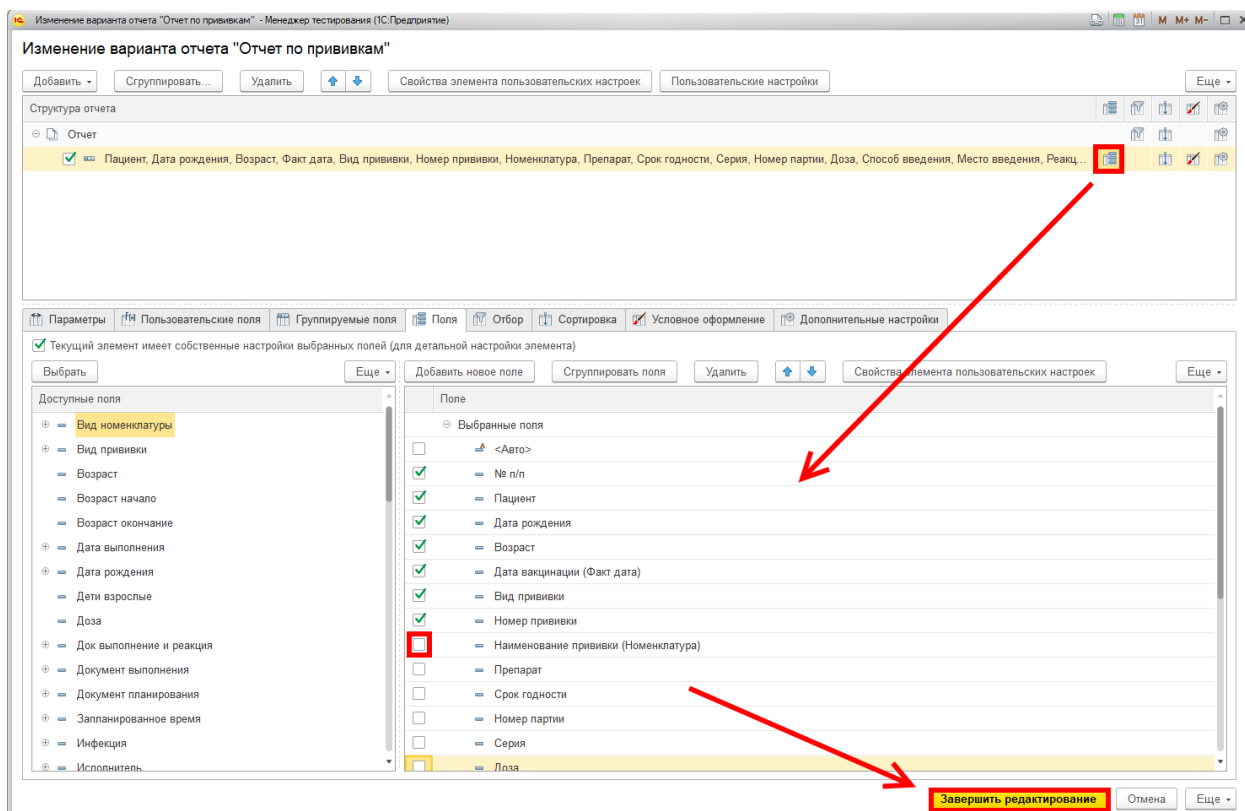 1С Изменение варианта отчета "Отчет по прививкам" - Менеджер тестирования (1С:Предприятие) 31 M M+ M-
Изменение варианта отчета "Отчет по прививкам"
Добавить Сгруппировать... Удалить Свойства элемента пользовательских настроек Пользовательские настройки Еще
Структура отчета
Отчет
Пациент, Дата рождения, Возраст, Факт дата, Вид прививки, Номер прививки, Номенклатура, Препарат, Срок годности, Серия, Номер партии, Доза, Способ введения, Место введения, Реакц...
Параметры Пользовательские поля Группируемые поля Поля Отбор Сортировка Условное оформление Дополнительные настройки
Текущий элемент имеет собственные настройки выбранных полей (для детальной настройки элемента)
Выбрать Еще Добавить новое поле Сгруппировать поля Удалить Свойства элемента пользовательских настроек Еще
Доступные поля Поле
Вид номенклатуры Выбранные поля
Вид прививки <Авто>
Возраст № п/п
Возраст начало Пациент
Возраст окончание Дата рождения
Дата выполнения Возраст
Дата рождения Дата вакцинации (Факт дата)
Дети взрослые Вид прививки
Доза Номер прививки
Док выполнение и реакция Наименование прививки (Номенклатура)
Документ выполнения Препарат
Документ планирования Срок годности
Запланированное время Номер партии
Инфекция Серия
Исполнитель Доза
Завершить редактирование Отмена Еще